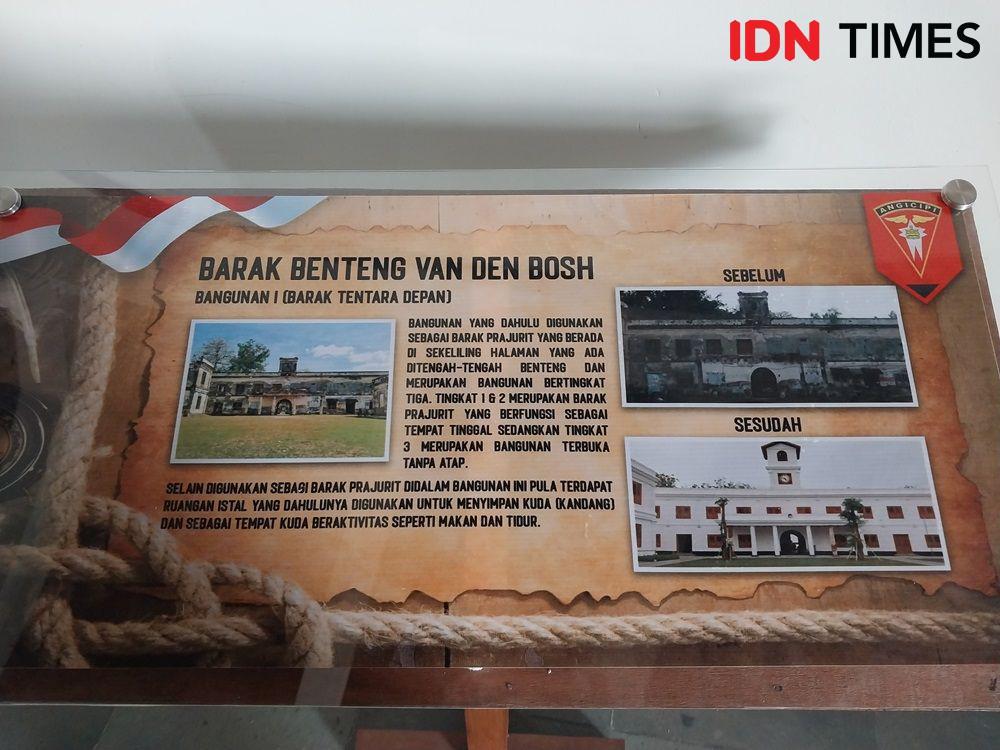 IDN TIMES
ANGICIPI
BARAK BENTENG VAN DEN BOSH
BANGUNAN I (BARAK TENTARA DEPAN)
BANGUNAN YANG DAHULU DIGUNAKAN
SEBAGAI BARAK PRAJURIT YANG BERADA
DI SEKELILING HALAMAN YANG ADA
DITENGAH-TENGAH BENTENG DAN
MERUPAKAN BANGUNAN BERTINGKAT
TIGA. TINGKAT 1 & 2 MERUPAKAN BARAK
PRAJURIT YANG BERFUNGSI SEBAGAI
TEMPAT TINGGAL SEDANGKAN TINGKAT
3 MERUPAKAN BANGUNAN TERBUKA
TANPA ATAP.
SELAIN DIGUNAKAN SEBAGI BARAK PRAJURIT DIDALAM BANGUNAN INI PULA TERDAPAT
RUANGAN ISTAL YANG DAHULUNYA DIGUNAKAN UNTUK MENYIMPAN KUDA (KANDANG)
DAN SEBAGAI TEMPAT KUDA BERAKTIVITAS SEPERTI MAKAN DAN TIDUR.
SEBELUM
SESUDAH